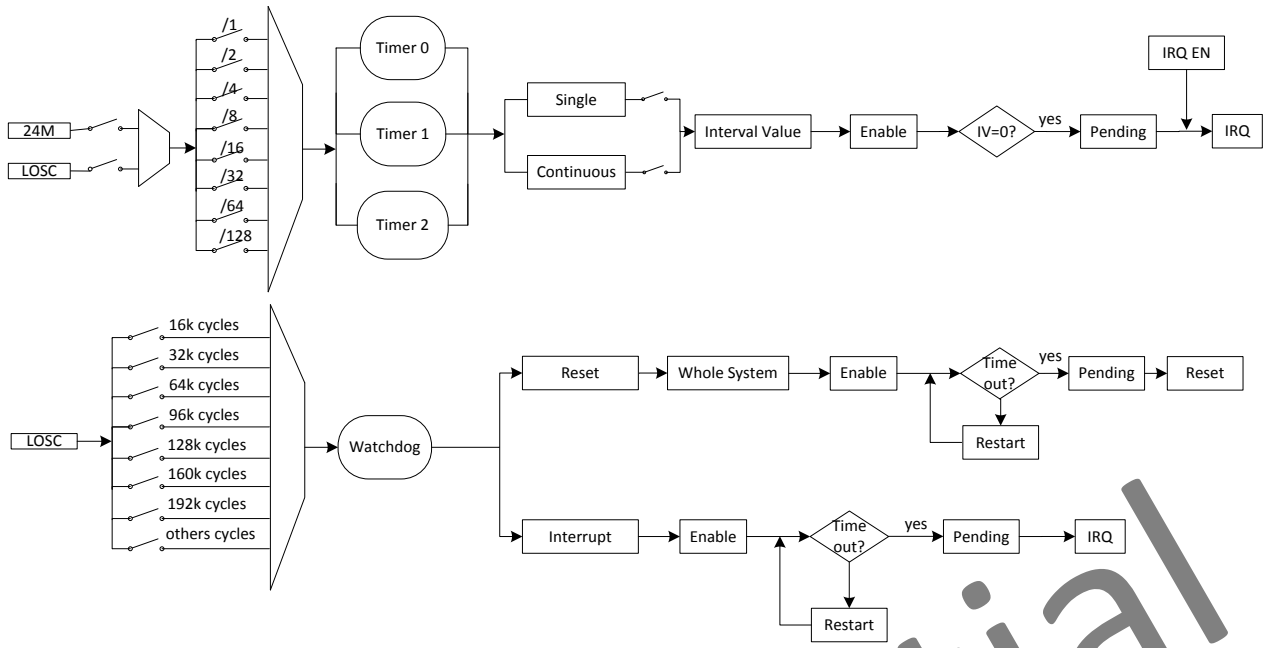 /1
/2
/4
/8
/16
/32
/64
/128
24M
LOSC
Timer 0
Timer 1
Timer 2
Single
Continuous
Interval Value
Enable
IV=0?
yes
Pending
IRQ EN
IRQ
LOSC
16k cycles
32k cycles
64k cycles
96k cycles
128k cycles
160k cycles
192k cycles
others cycles
Watchdog
Reset
Whole System
Enable
Time
out?
yes
Pending
Reset
Restart
Interrupt
Enable
Time
out?
yes
Pending
IRQ
Restart
tial